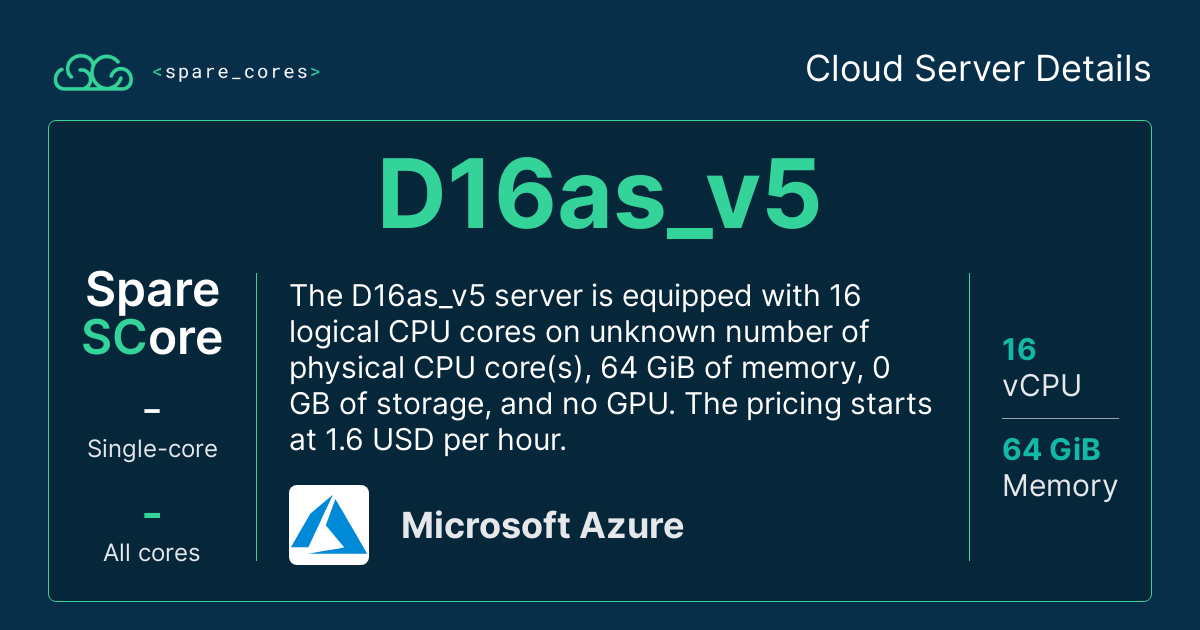 <spare_cores>
Cloud Server Details
D16as_v5
Spare
SCore
–
Single-core
–
All cores
The D16as_v5 server is equipped with 16
logical CPU cores on unknown number of
physical CPU core(s), 64 GiB of memory, 0
GB of storage, and no GPU. The pricing starts
at 1.6 USD per hour.
Microsoft Azure
16
vCPU
64 GiB
Memory